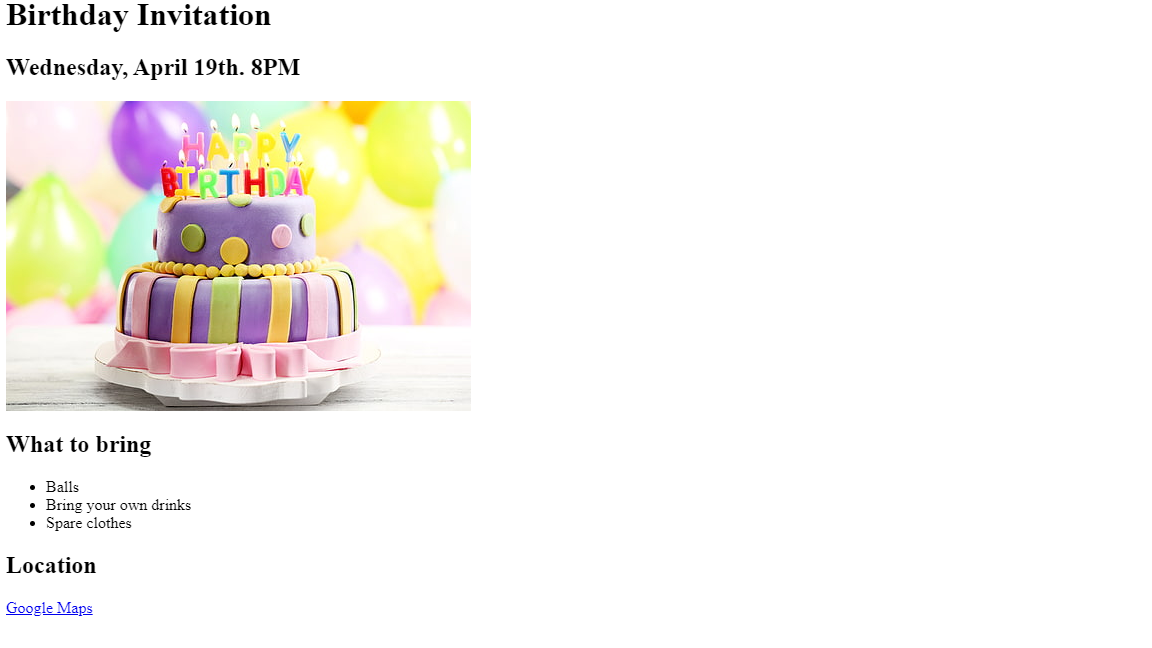 Birthday Invitation
Wednesday, April 19th. 8PM
HAPPY
BIRTHDAY
What to bring
Balls
Bring your own drinks
Spare clothes
Location
Google Maps